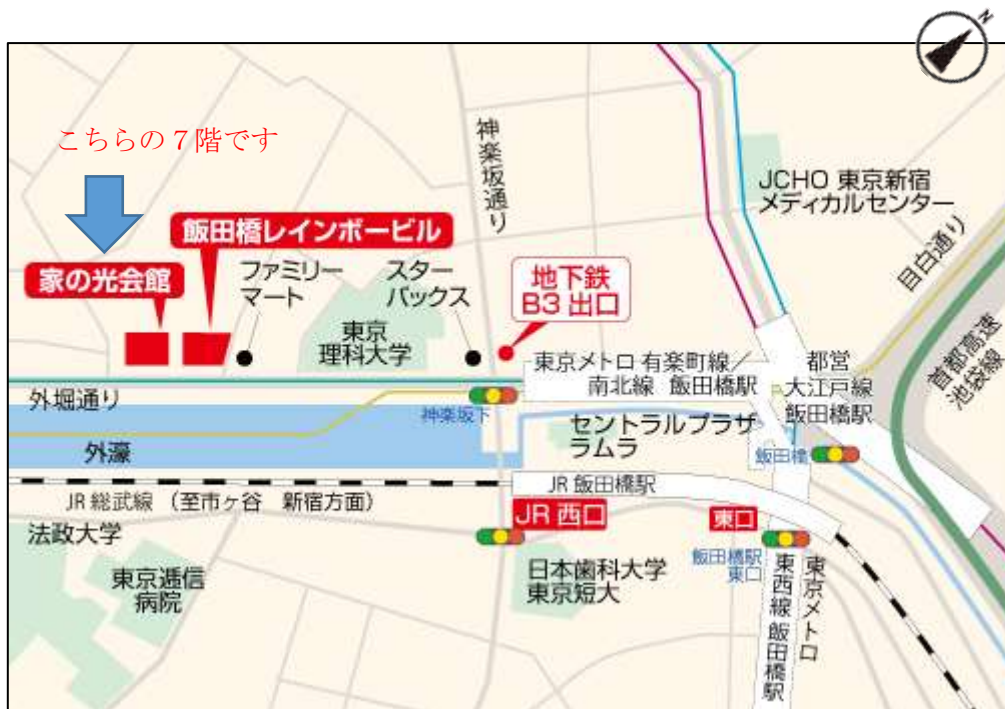 N
こちらの７階です
神楽坂通り
JCHO 東京新宿
メディカルセンター
目白通り
飯田橋レインボービル
家の光会館
ファミリー
マート
スター
バックス
地下鉄
B3 出口
東京
理科大学
東京メトロ 有楽町線／
南北線 飯田橋駅
都営
大江戸線
飯田橋駅
首都高速
池袋線
外堀通り
神楽坂下
セントラルプラザ
ラムラ
飯田橋
外濠
JR 飯田橋駅
JR 総武線 （至市ヶ谷　新宿方面）
JR 西口
東口
法政大学
飯田橋駅
東口
東京逓信
病院
日本歯科大学
東京短大
東京メトロ
東西線 飯田橋駅